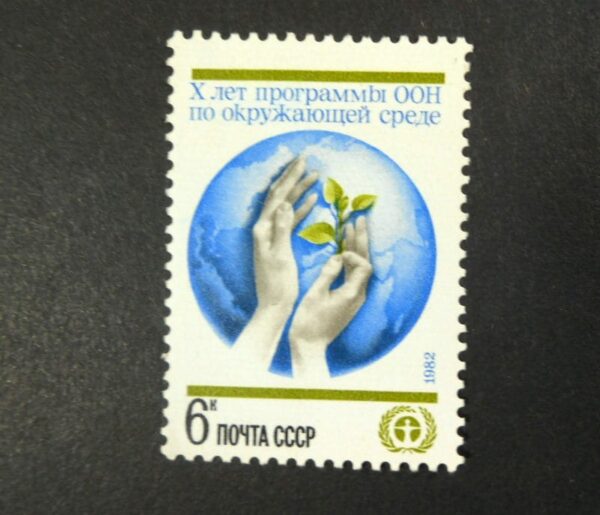 X лет программы ООН
по окружающей среде
1982
6к ПОЧТА СССР